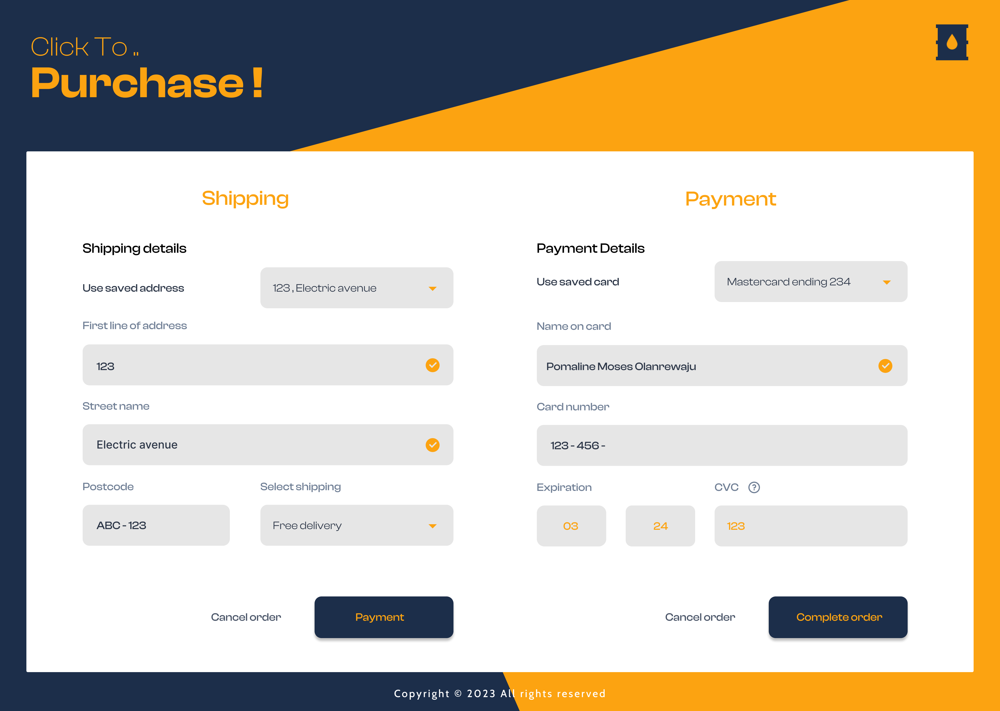 Click To ..
Purchase !
Shipping
Shipping details
Use saved address
123 , Electric avenue
First line of address
123
Street name
Electric avenue
Postcode
Select shipping
ABC - 123
Free delivery
Cancel order
Payment
Payment
Payment Details
Use saved card
Mastercard ending 234
Name on card
Pomaline Moses Olanrewaju
Card number
123 - 456 -
Expiration
CVC ?
03
24
123
Cancel order
Complete order
Copyright © 2023 All rights reserved